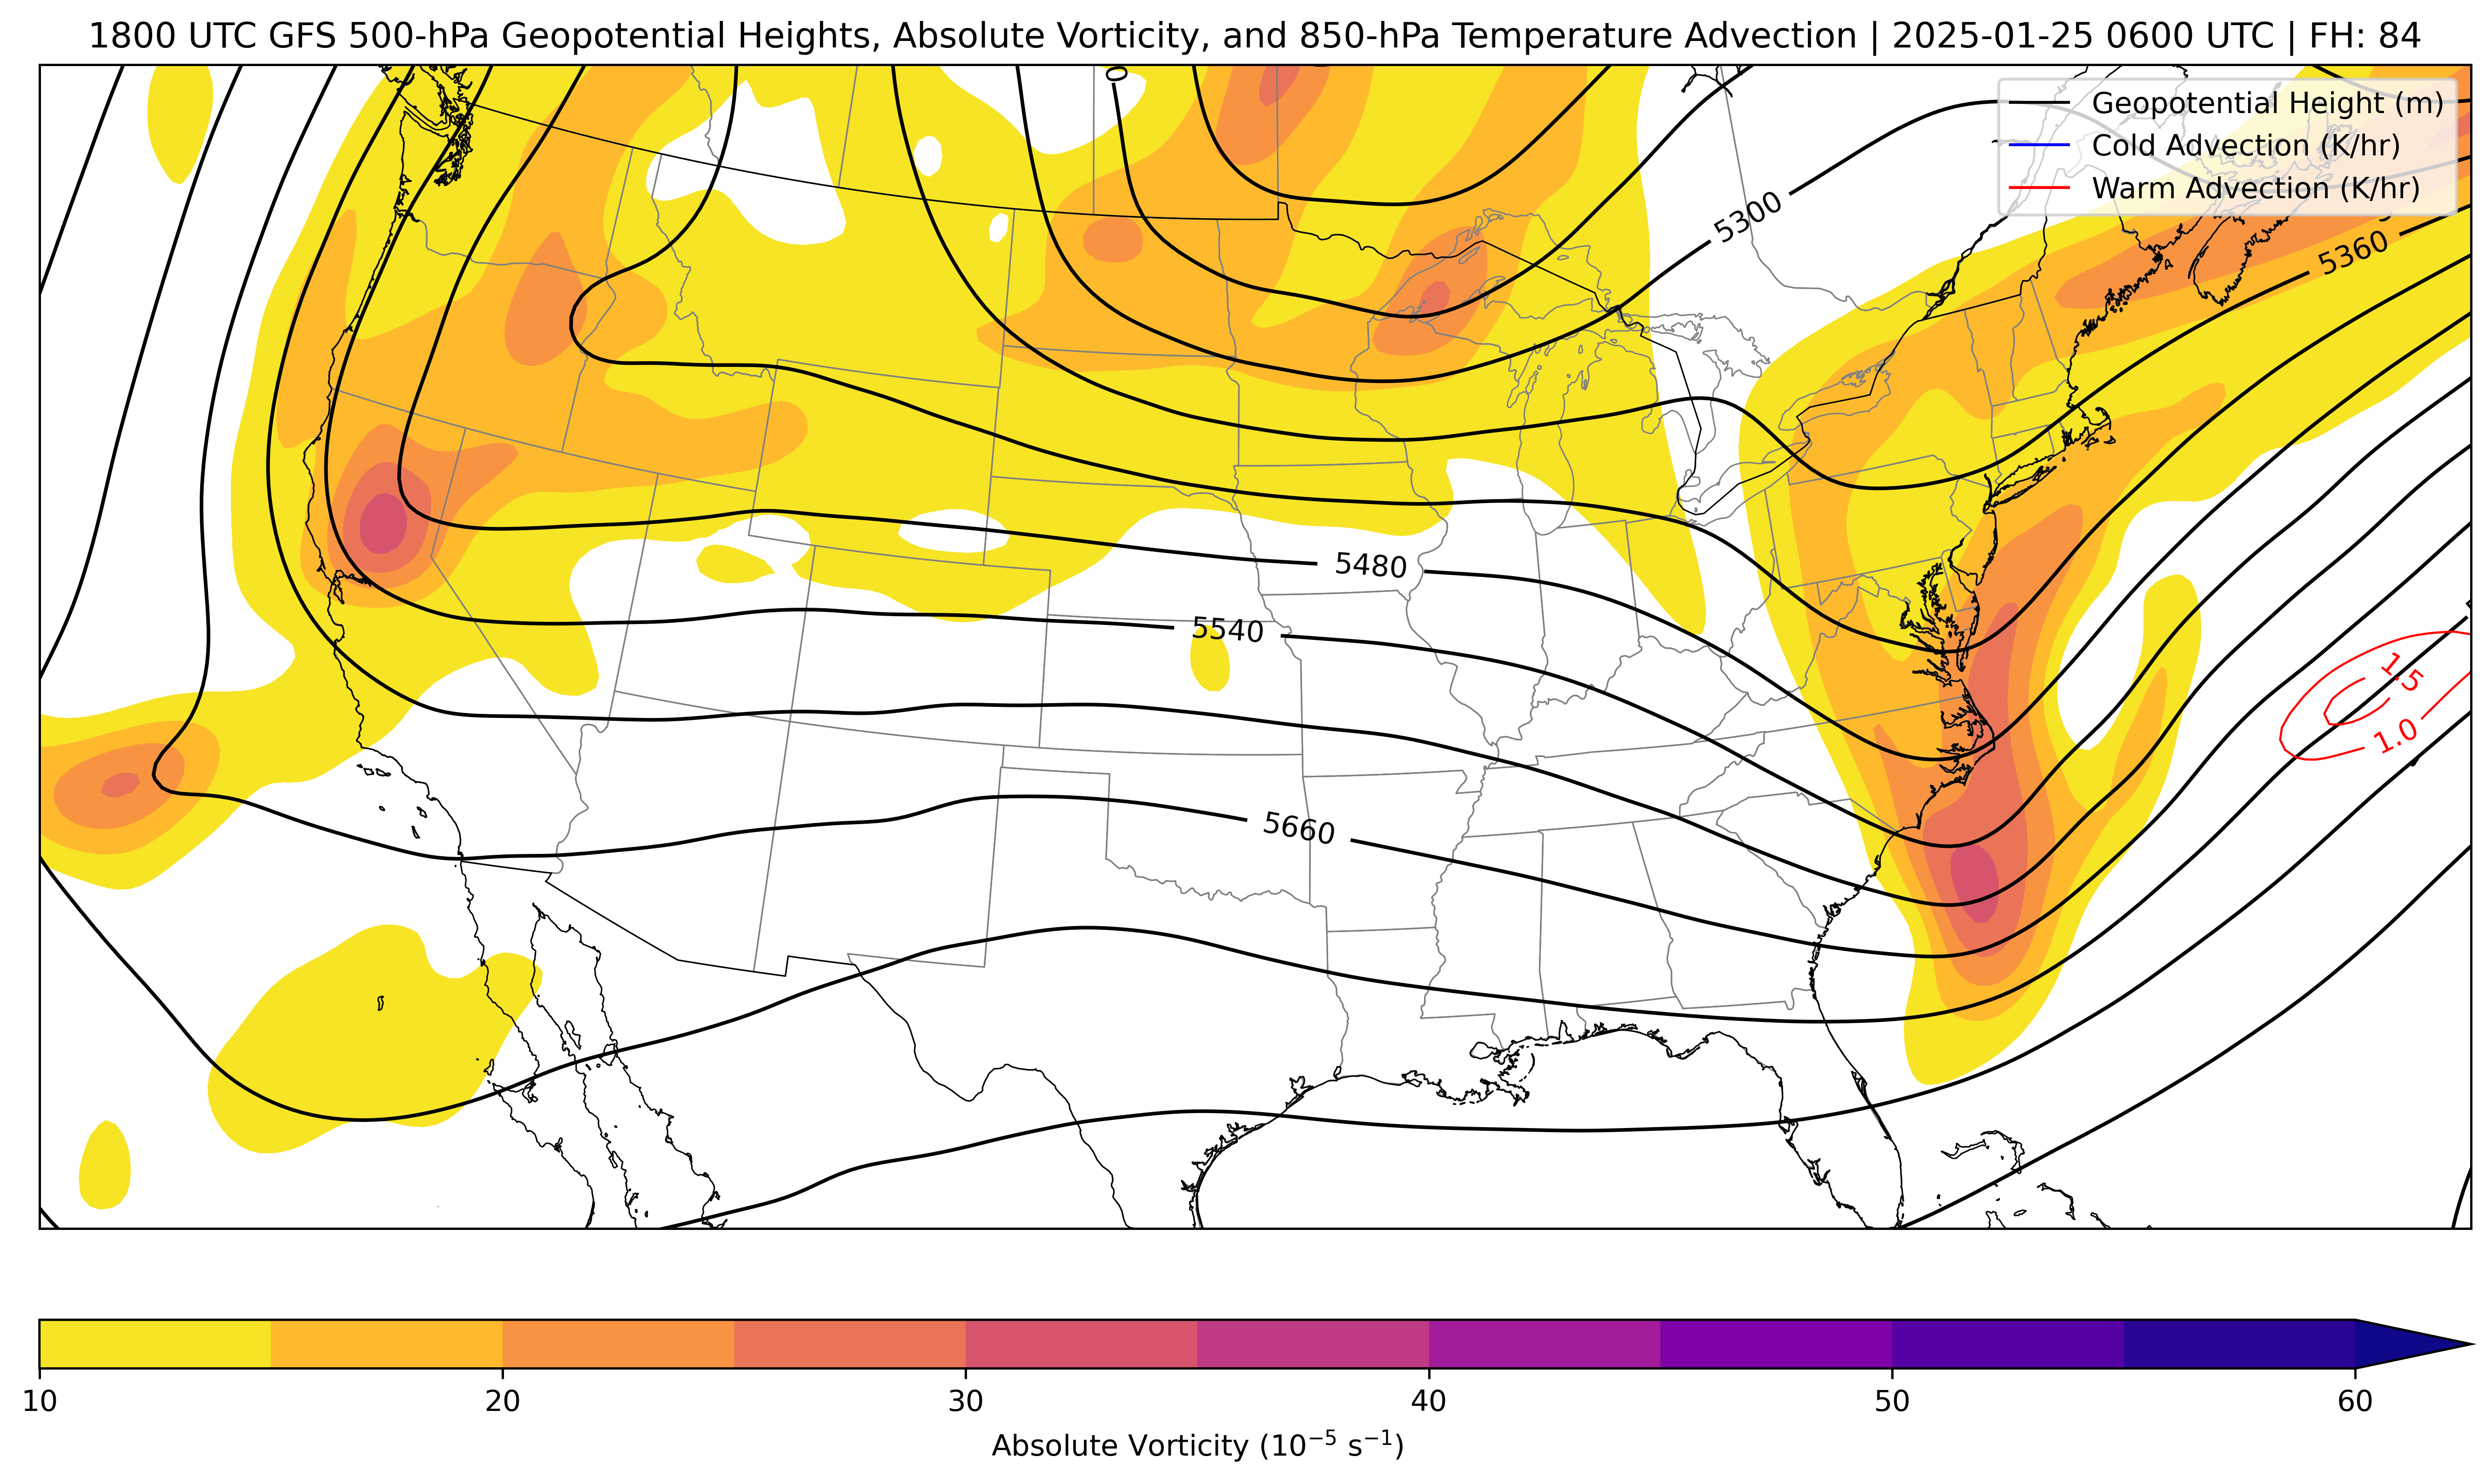 1800 UTC GFS 500-hPa Geopotential Heights, Absolute Vorticity, and 850-hPa Temperature Advection | 2025-01-25 0600 UTC | FH: 84
Geopotential Height (m)
Cold Advection (K/hr)
Warm Advection (K/hr)
5300
5360
5480
5540
1.5
1.0
5660
10 20 30 40 50 60
Absolute Vorticity (10⁻⁵ s⁻¹)